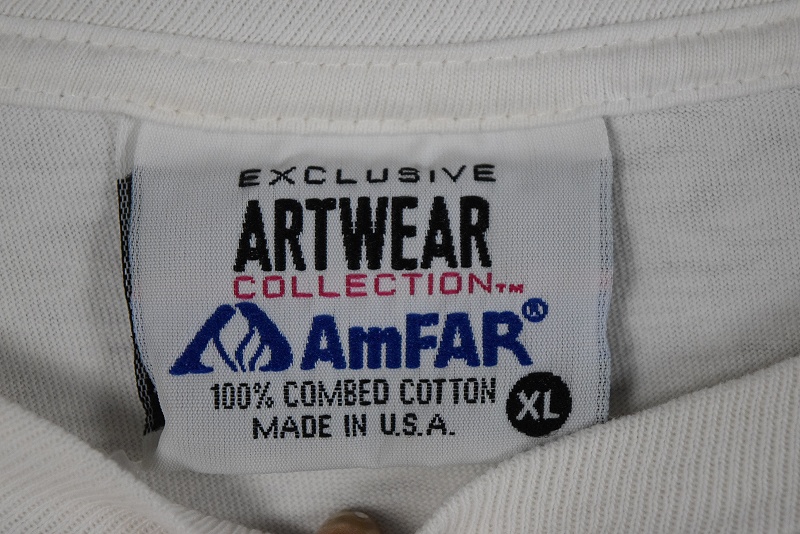 EXCLUSIVE
ARTWEAR
COLLECTION™
AmFAR®
100% COMBED COTTON
MADE IN U.S.A.
XL